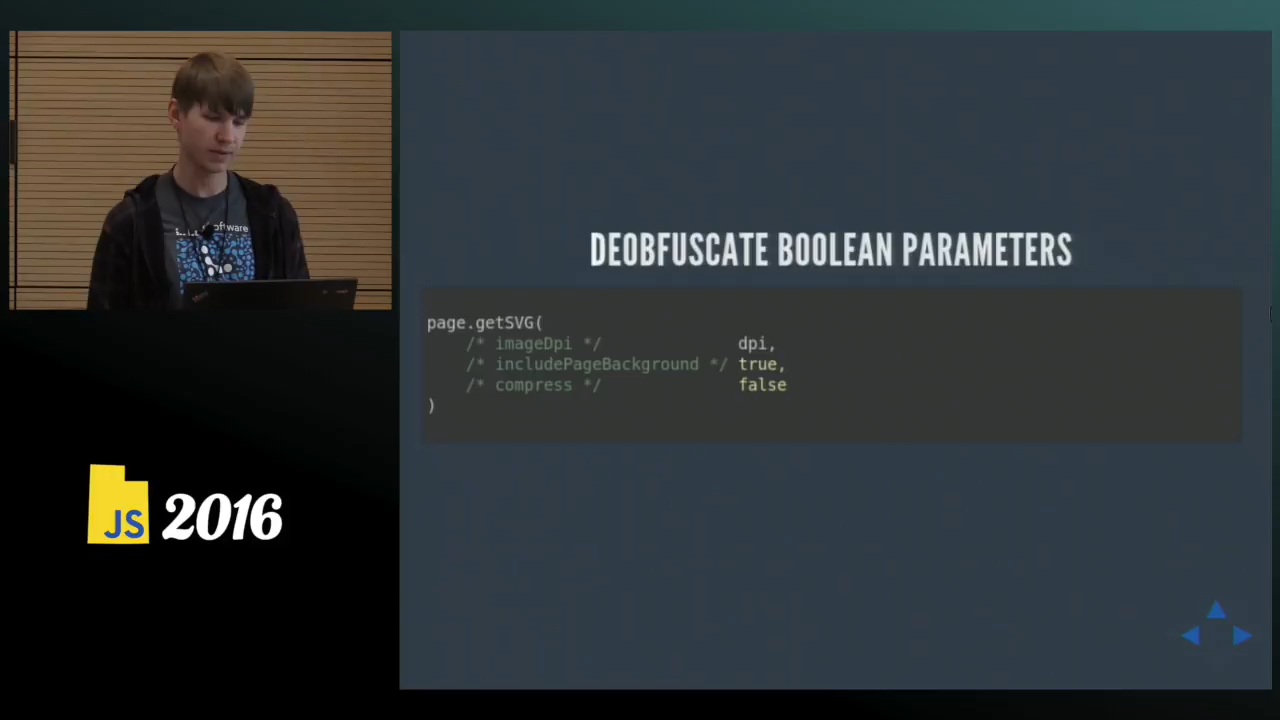 DEOBFUSCATE BOOLEAN PARAMETERS
page.getSVG(
/* imageDpi */ dpi,
/* includePageBackground */ true,
/* compress */ false
)
JS 2016